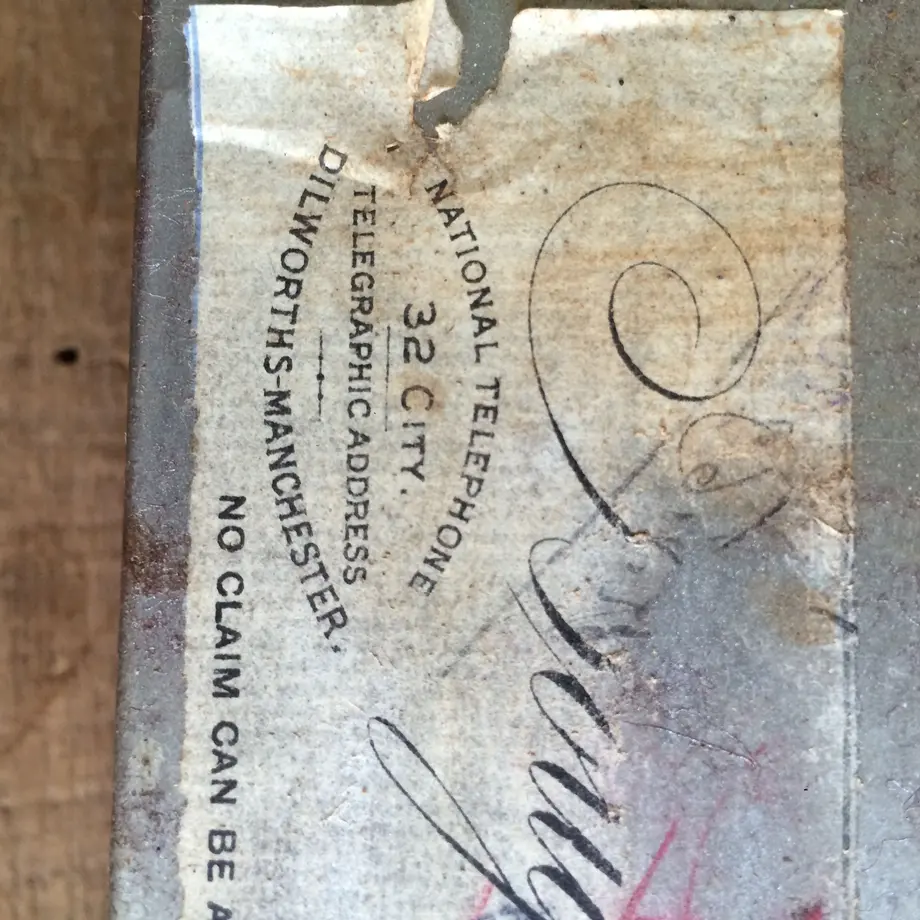 NATIONAL TELEPHONE
32 CITY.
TELEGRAPHIC ADDRESS
DILWORTHS-MANCHESTER.
NO CLAIM CAN BE A